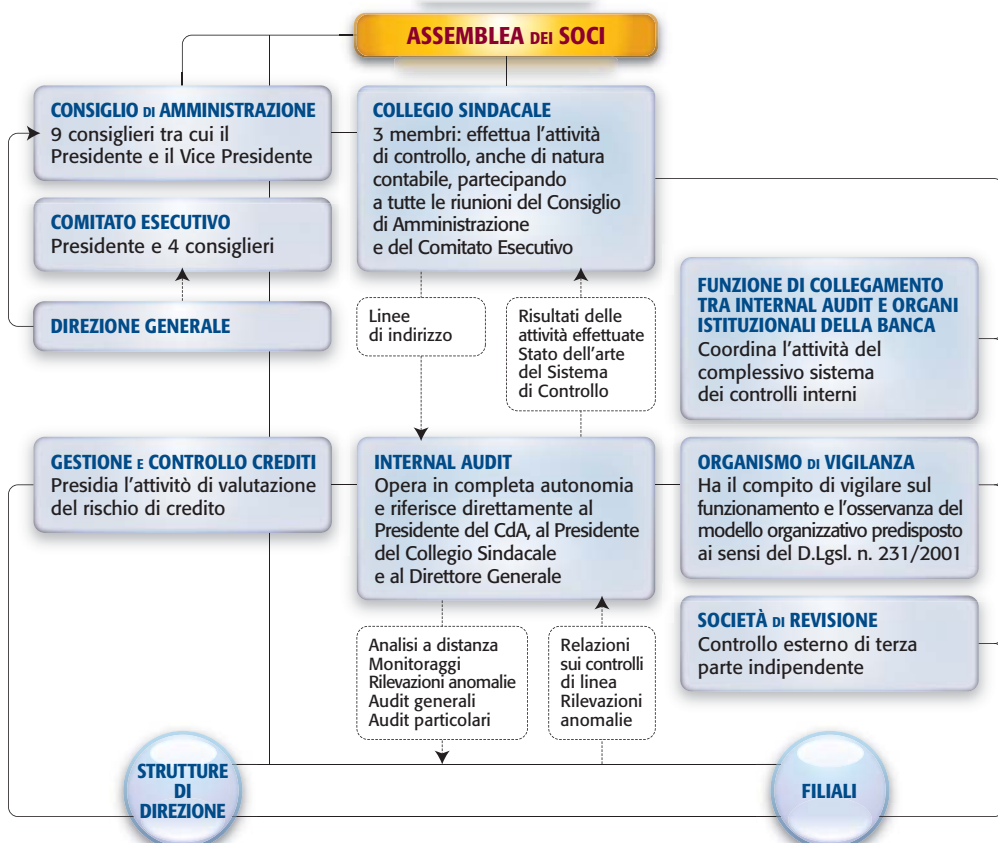 ASSEMBLEA DEI SOCI
CONSIGLIO DI AMMINISTRAZIONE
9 consiglieri tra cui il
Presidente e il Vice Presidente
COLLEGIO SINDACALE
3 membri: effettua l'attività
di controllo, anche di natura
contabile, partecipando
a tutte le riunioni del Consiglio
di Amministrazione
e del Comitato Esecutivo
COMITATO ESECUTIVO
Presidente e 4 consiglieri
DIREZIONE GENERALE
Linee
di indirizzo
Risultati delle
attività effettuate
Stato dell'arte
del Sistema
di Controllo
FUNZIONE DI COLLEGAMENTO
TRA INTERNAL AUDIT E ORGANI
ISTITUZIONALI DELLA BANCA
Coordina l'attività del
complessivo sistema
dei controlli interni
GESTIONE E CONTROLLO CREDITI
Presidia l'attivitò di valutazione
del rischio di credito
INTERNAL AUDIT
Opera in completa autonomia
e riferisce direttamente al
Presidente del CdA, al Presidente
del Collegio Sindacale
e al Direttore Generale
ORGANISMO DI VIGILANZA
Ha il compito di vigilare sul
funzionamento e l'osservanza del
modello organizzativo predisposto
ai sensi del D.Lgsl. n. 231/2001
SOCIETÀ DI REVISIONE
Controllo esterno di terza
parte indipendente
Analisi a distanza
Monitoraggi
Rilevazioni anomalie
Audit generali
Audit particolari
Relazioni
sui controlli
di linea
Rilevazioni
anomalie
STRUTTURE
DI
DIREZIONE
FILIALI